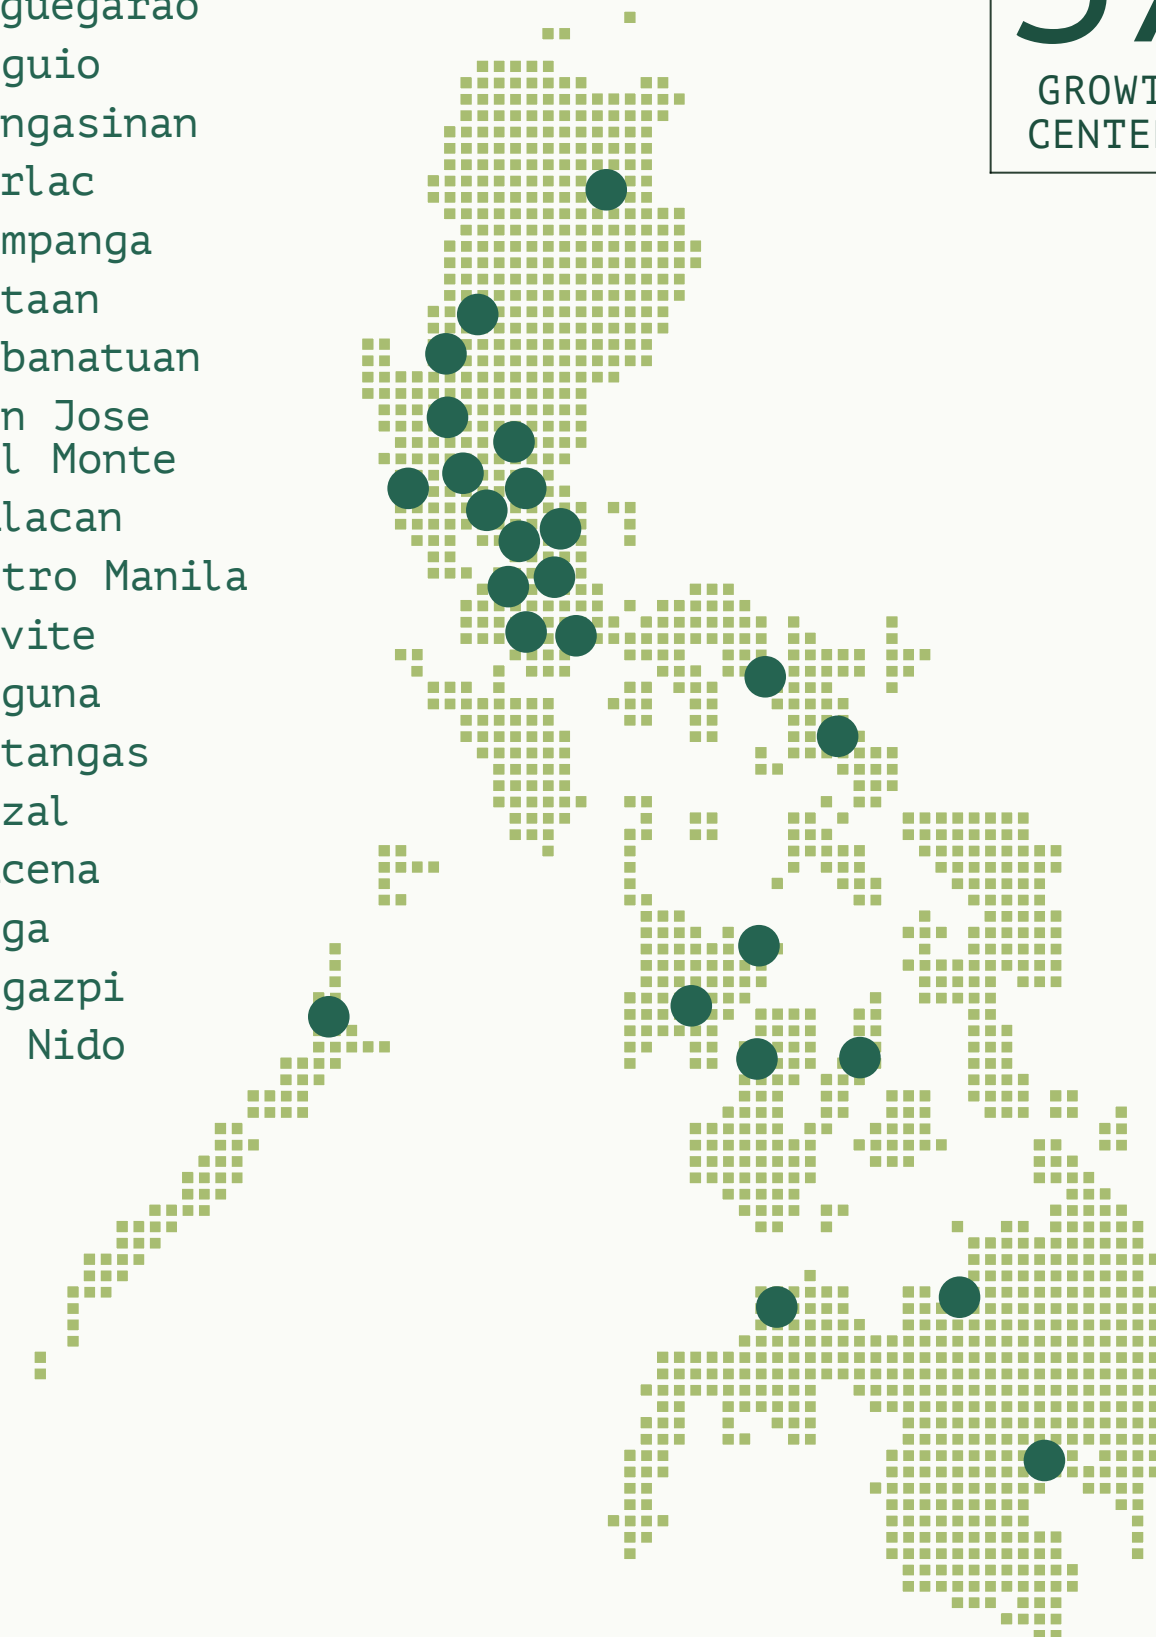 guegarao
guio
ngasinan
rlac
mpanga
taan
banatuan
n Jose
l Monte
lacan
tro Manila
vite
guna
tangas
zal
cena
ga
gazpi
Nido
GROWT
CENTE